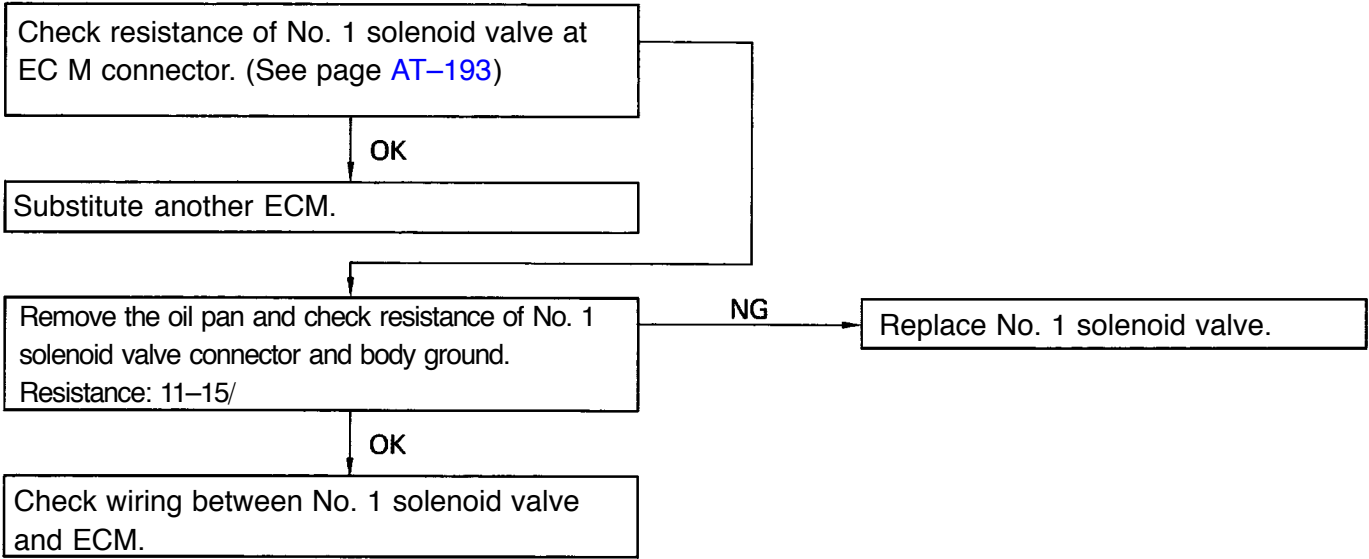 Check resistance of No. 1 solenoid valve at
EC M connector. (See page AT–193)
OK
Substitute another ECM.
Remove the oil pan and check resistance of No. 1
solenoid valve connector and body ground.
Resistance: 11–15/
NG
Replace No. 1 solenoid valve.
OK
Check wiring between No. 1 solenoid valve
and ECM.